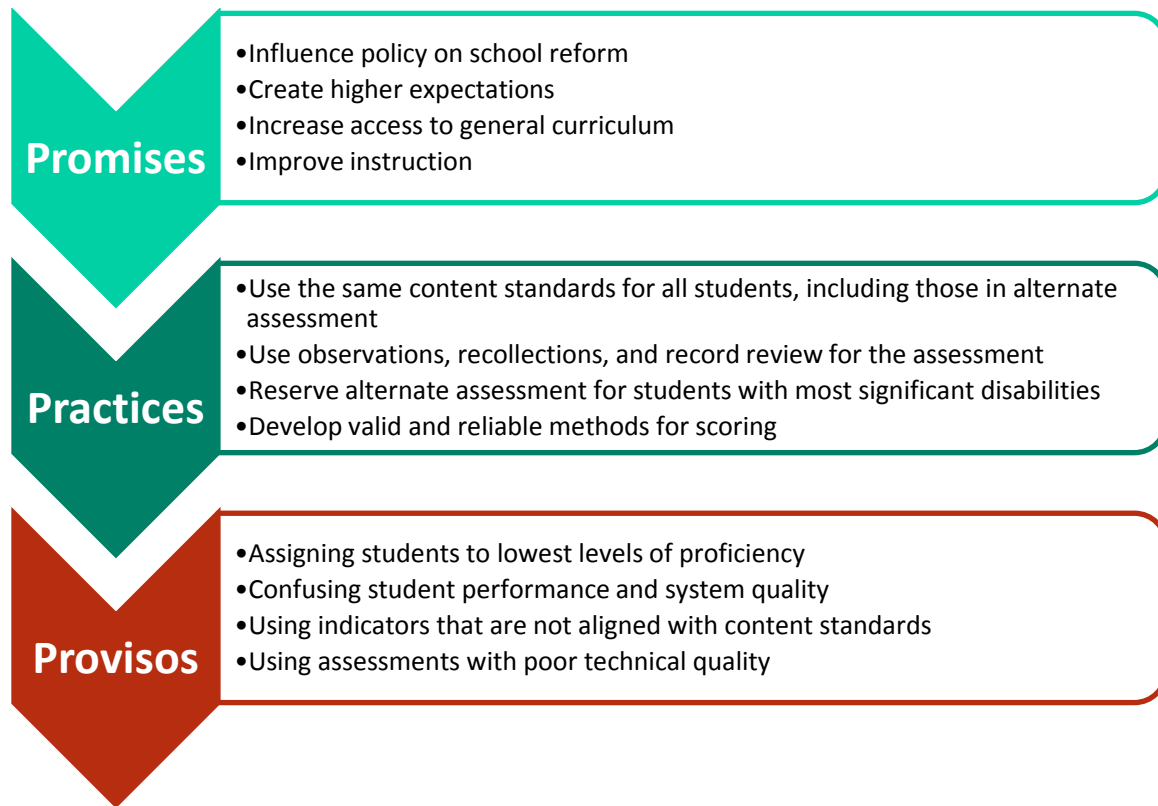 Promises
•Influence policy on school reform
•Create higher expectations
•Increase access to general curriculum
•Improve instruction
Practices
•Use the same content standards for all students, including those in alternate
assessment
•Use observations, recollections, and record review for the assessment
•Reserve alternate assessment for students with most significant disabilities
•Develop valid and reliable methods for scoring
Provisos
•Assigning students to lowest levels of proficiency
•Confusing student performance and system quality
•Using indicators that are not aligned with content standards
•Using assessments with poor technical quality